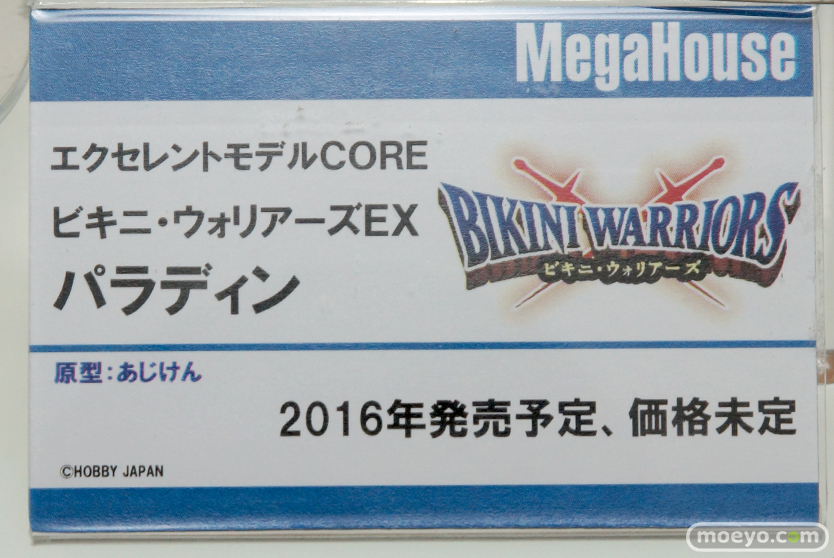 MegaHouse
エクセレントモデルCORE
ビキニ・ウォリアーズEX
パラディン
BIKINI WARRIORS
ビキニ・ウォリアーズ
原型:あじけん
2016年発売予定、価格未定
©HOBBY JAPAN
moeyo.com